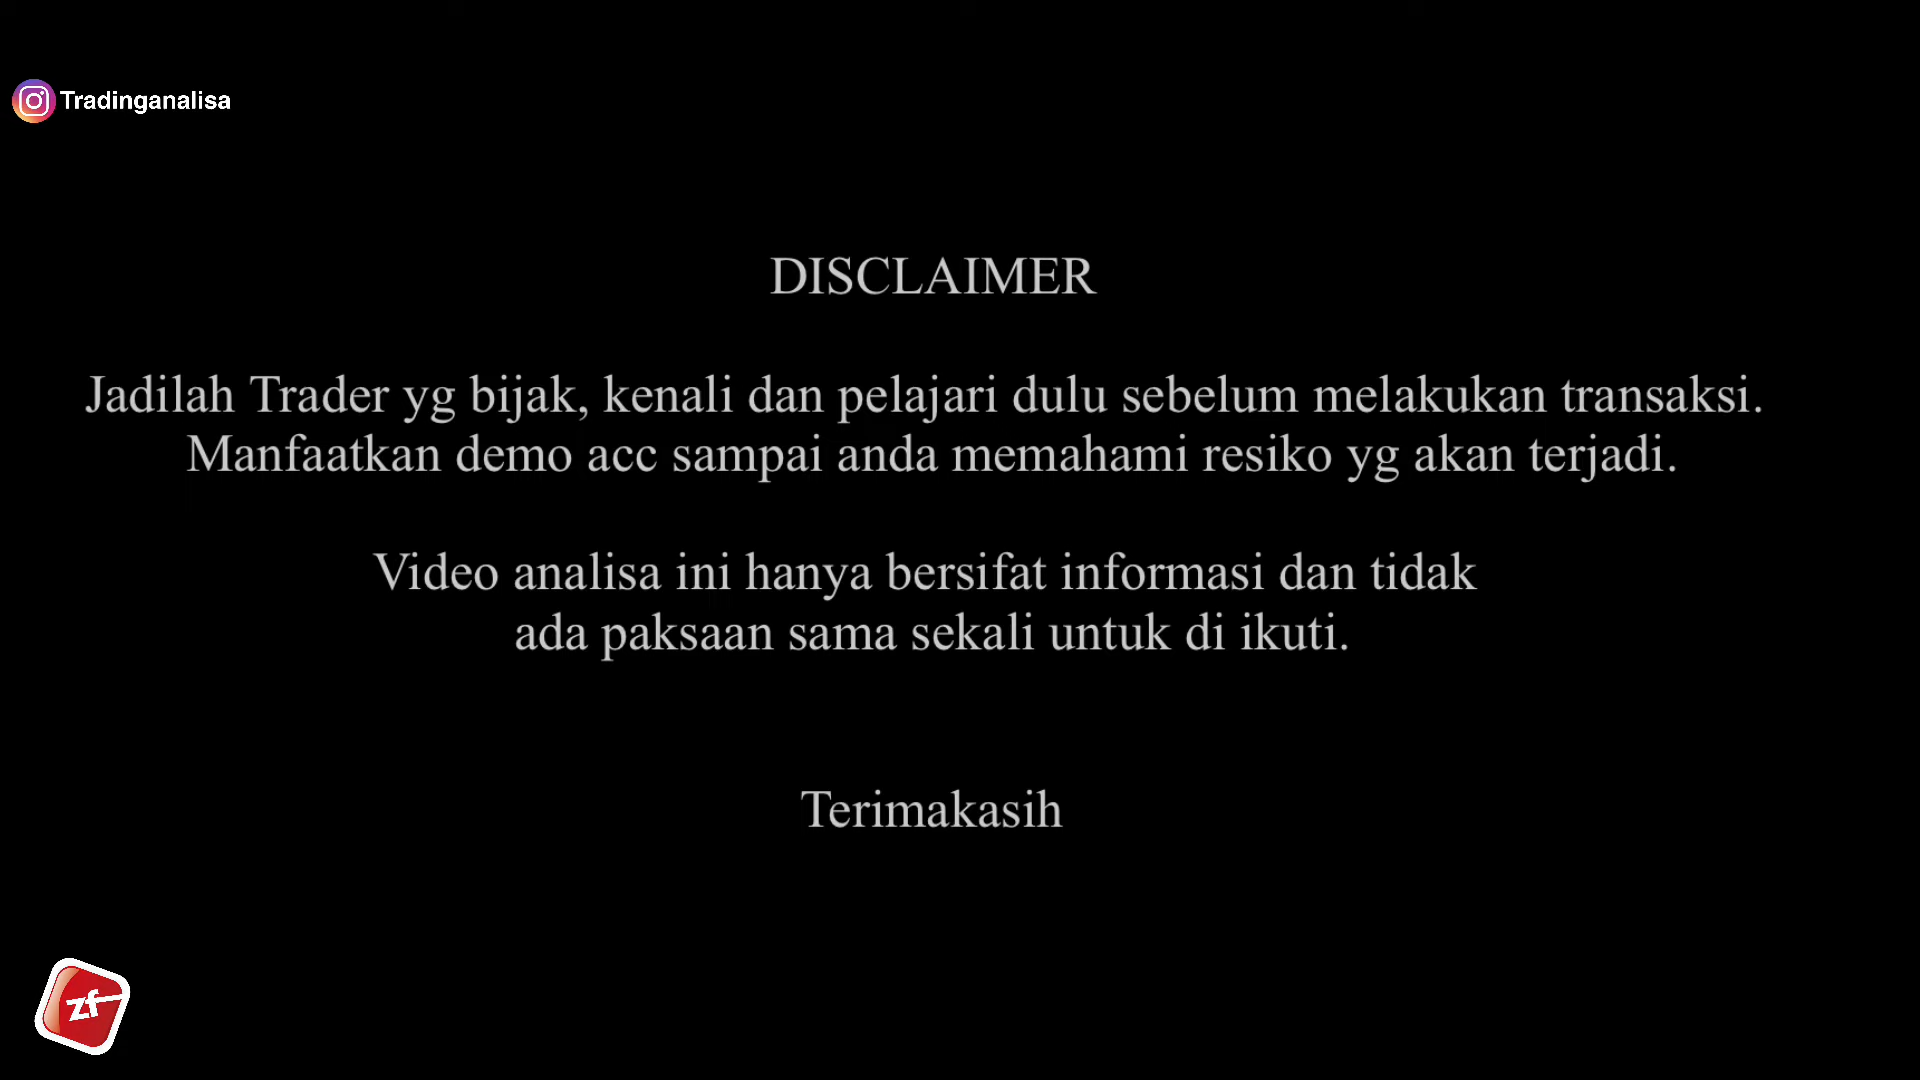 Tradinganalisa
DISCLAIMER
Jadilah Trader yg bijak, kenali dan pelajari dulu sebelum melakukan transaksi.
Manfaatkan demo acc sampai anda memahami resiko yg akan terjadi.
Video analisa ini hanya bersifat informasi dan tidak
ada paksaan sama sekali untuk di ikuti.
Terimakasih
zf